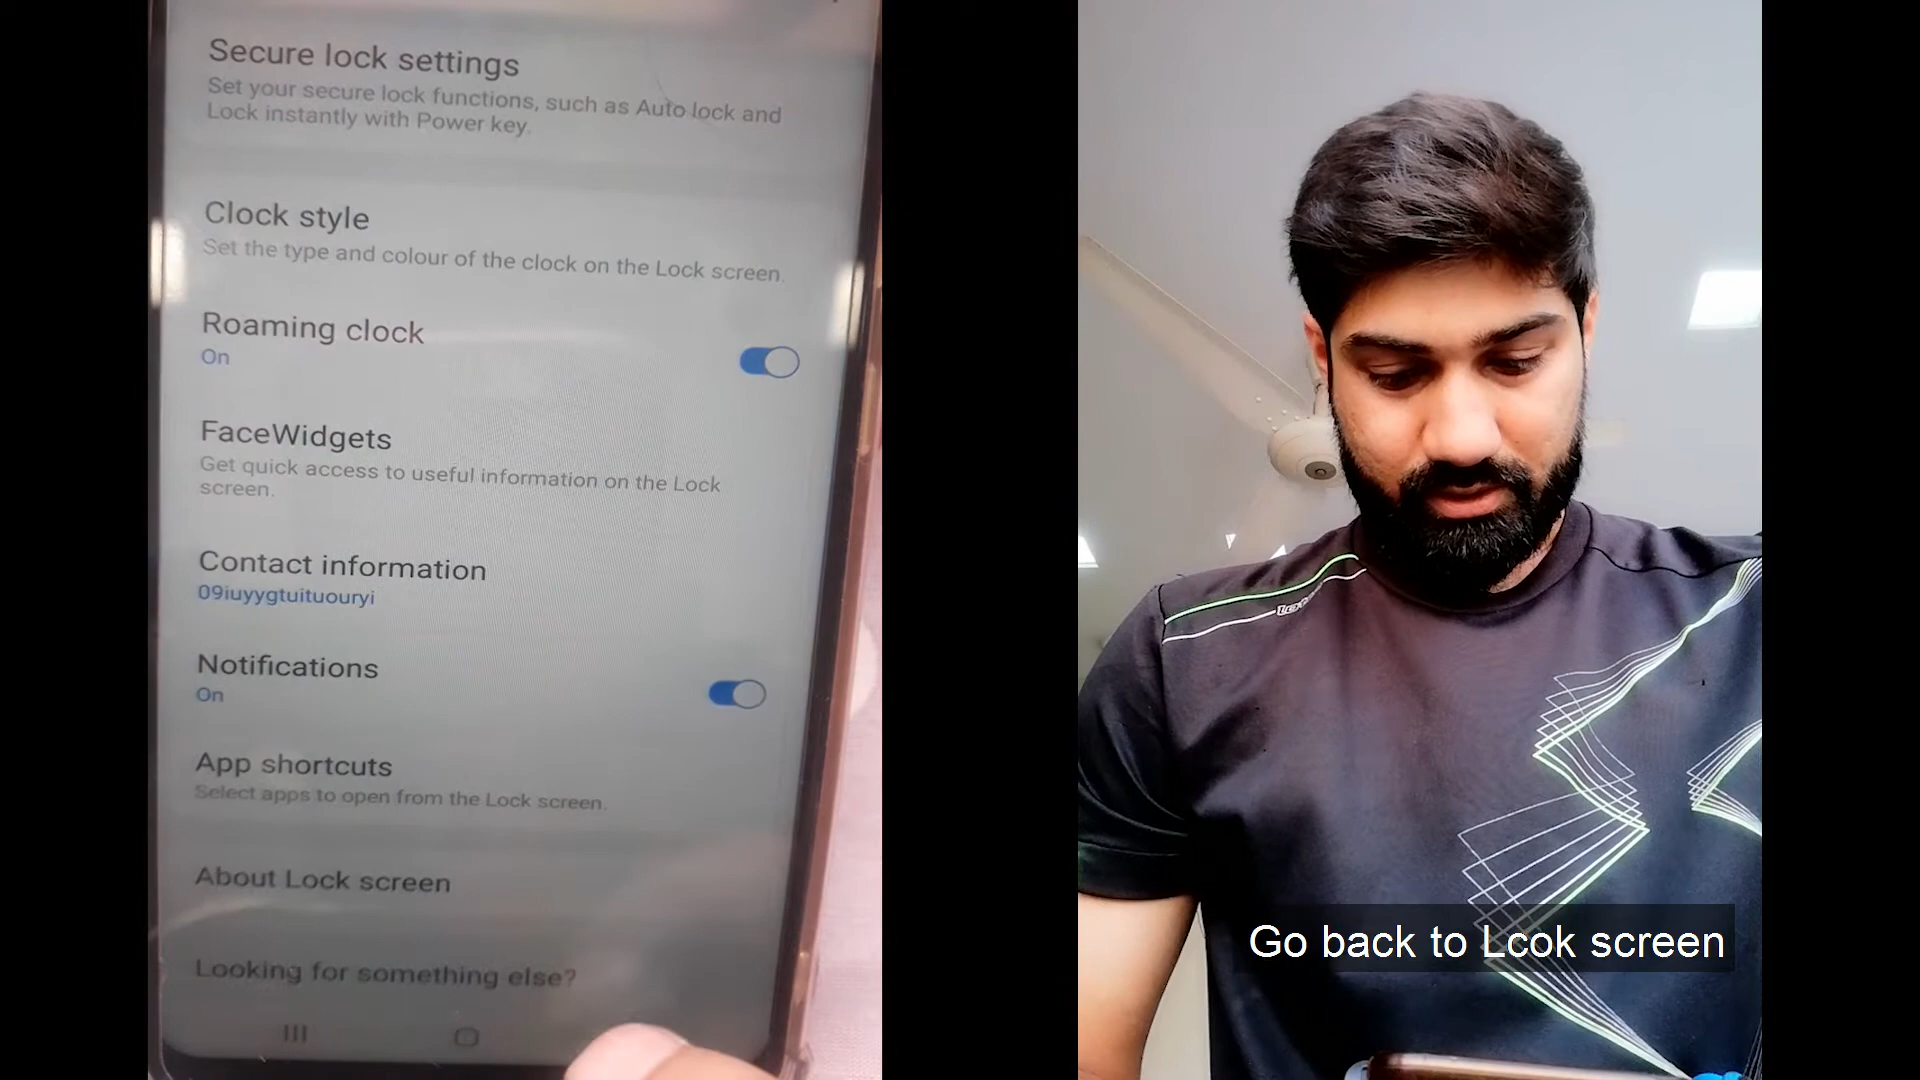 Secure lock settings
Set your secure lock functions, such as Auto lock and
Lock instantly with Power key.
Clock style
Set the type and colour of the clock on the Lock screen.
Roaming clock
On
FaceWidgets
Get quick access to useful information on the Lock
screen.
Contact information
09iuyygtuituouryi
Notifications
On
App shortcuts
Select apps to open from the Lock screen.
About Lock screen
Looking for something else?
Go back to Lcok screen